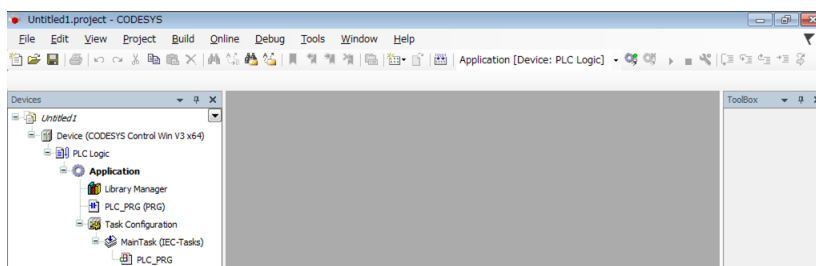 Untitled1.project - CODESYS
File Edit View Project Build Online Debug Tools Window Help
Application [Device: PLC Logic]
Devices
ToolBox
Untitled1
Device (CODESYS Control Win V3 x64)
PLC Logic
Application
Library Manager
PLC_PRG (PRG)
Task Configuration
MainTask (IEC-Tasks)
PLC_PRG